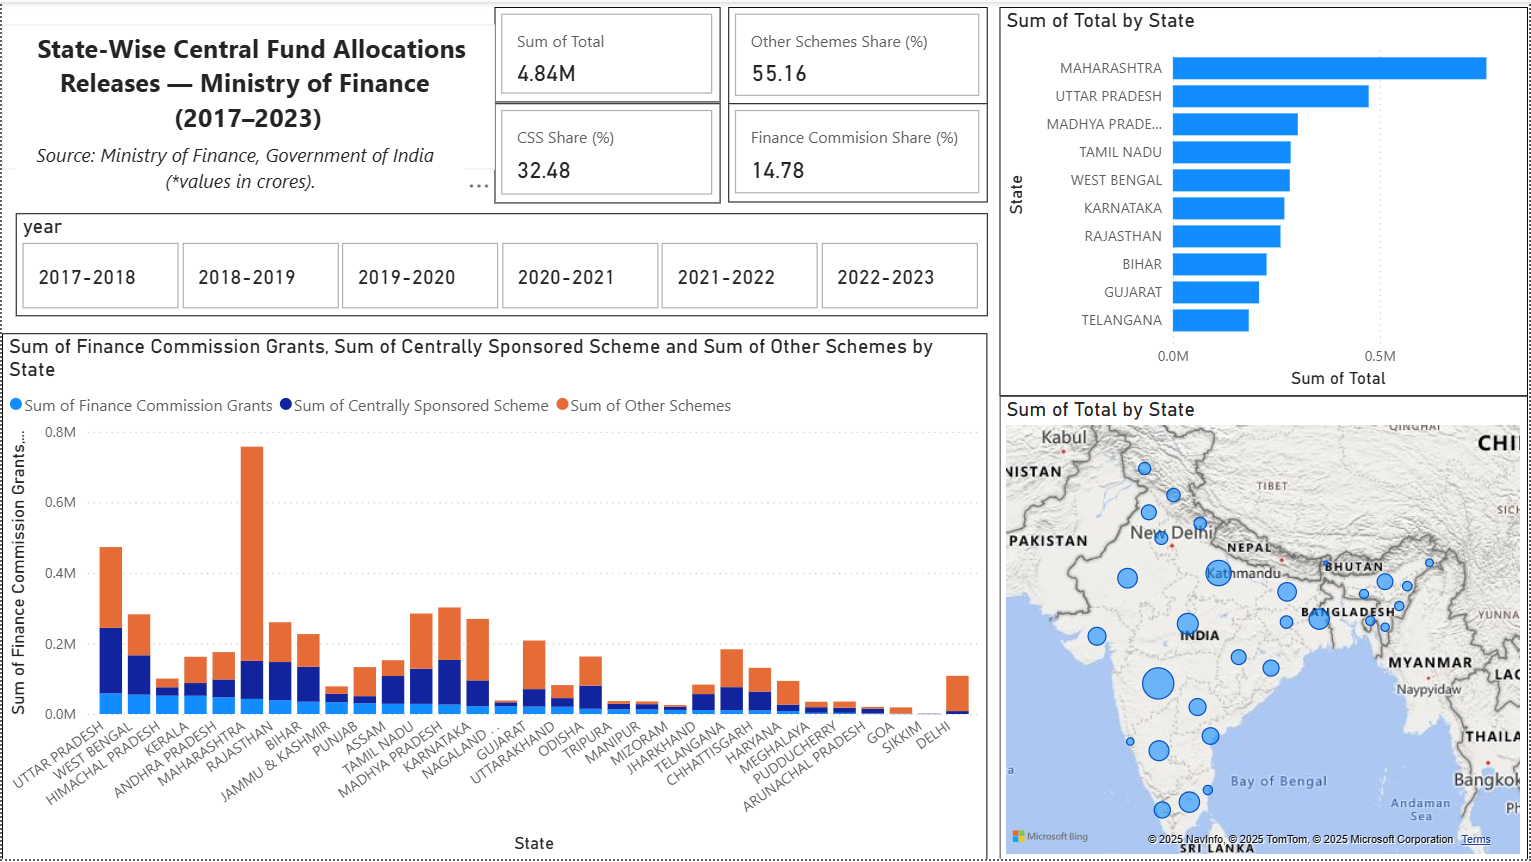 State-Wise Central Fund Allocations
Releases — Ministry of Finance
(2017–2023)
Source: Ministry of Finance, Government of India
(*values in crores).
...
Sum of Total
4.84M
Other Schemes Share (%)
55.16
CSS Share (%)
32.48
Finance Commision Share (%)
14.78
year
2017-2018
2018-2019
2019-2020
2020-2021
2021-2022
2022-2023
Sum of Finance Commission Grants, Sum of Centrally Sponsored Scheme and Sum of Other Schemes by
State
Sum of Finance Commission Grants
Sum of Centrally Sponsored Scheme
Sum of Other Schemes
Sum of Finance Commission Grants,...
0.8M
0.6M
0.4M
0.2M
0.0M
UTTAR PRADESH
WEST BENGAL
HIMACHAL PRADESH
KERALA
ANDHRA PRADESH
MAHARASHTRA
RAJASTHAN
BIHAR
JAMMU & KASHMIR
PUNJAB
ASSAM
TAMIL NADU
MADHYA PRADESH
KARNATAKA
NAGALAND ..
GUJARAT
UTTARAKHAND
ODISHA
TRIPURA
MANIPUR
MIZORAM
JHARKHAND
TELANGANA
CHHATTISGARH
HARYANA
MEGHALAYA
PUDDUCHERRY
ARUNACHAL PRADESH
GOA
SIKKIM
DELHI
State
Sum of Total by State
State
MAHARASHTRA
UTTAR PRADESH
MADHYA PRADE...
TAMIL NADU
WEST BENGAL
KARNATAKA
RAJASTHAN
BIHAR
GUJARAT
TELANGANA
0.0M
0.5M
Sum of Total
Sum of Total by State
QINGHAI
Kabul
CHI
NISTAN
TIBET
SICH
New Delhi
PAKISTAN
NEPAL
Kathmandu
BHUTAN
BANGLADESH
YUNNA
INDIA
MYANMAR
LAO
Naypyidaw
THAILA
Bay of Bengal
Bangkok
Andaman
Sea
Ph
a
Microsoft Bing
© 2025 NavInfo, © 2025 TomTom, © 2025 Microsoft Corporation Terms
SRI LANKA